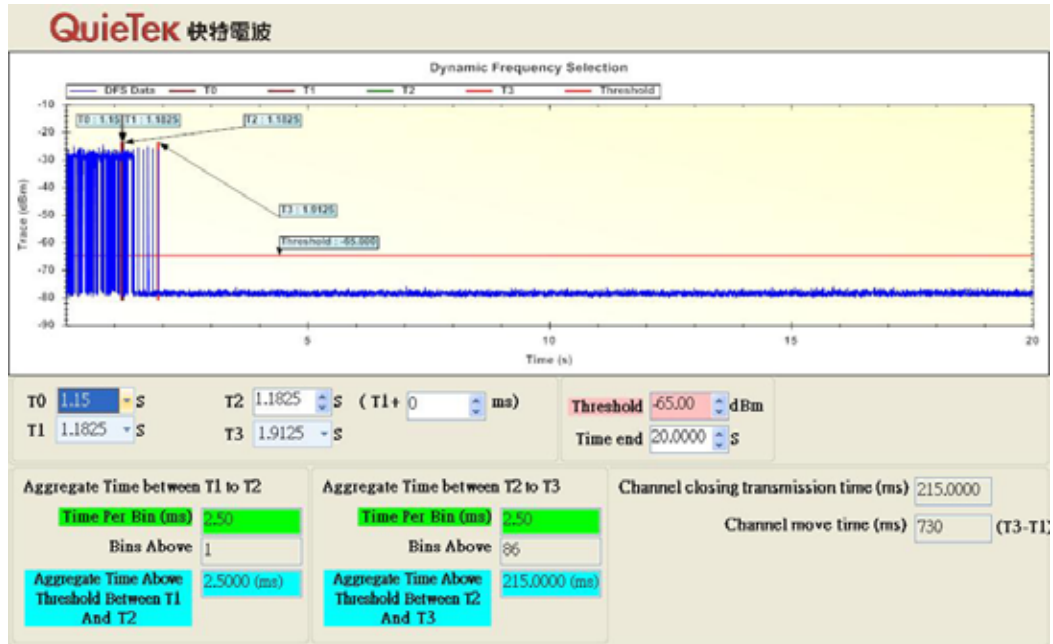 QuieTek 快特電波
Dynamic Frequency Selection
DFS Data T0 T1 T2 T3 Threshold
T0 : 1.15 T1 : 1.1825 T2 : 1.1825
T3 : 1.9125
Threshold : -65.000
Trace (dBm)
-10
-20
-30
-40
-50
-60
-70
-80
-90
5 10 15 20
Time (s)
T0 1.15 S T2 1.1825 S ( T1+ 0 ms)
T1 1.1825 S T3 1.9125 S
Threshold -65.00 dBm
Time end 20.0000 S
Aggregate Time between T1 to T2
Time Per Bin (ms) 2.50
Bins Above 1
Aggregate Time Above
Threshold Between T1
And T2
2.5000 (ms)
Aggregate Time between T2 to T3
Time Per Bin (ms) 2.50
Bins Above 86
Aggregate Time Above
Threshold Between T2
And T3
215.0000 (ms)
Channel closing transmission time (ms) 215.0000
Channel move time (ms) 730 (T3-T1)